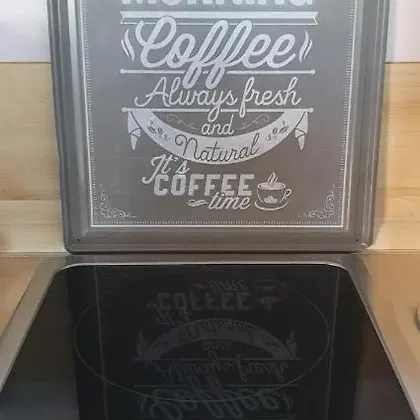 MORNING
Coffee
Always fresh
and
Natural
It's
COFFEE
time